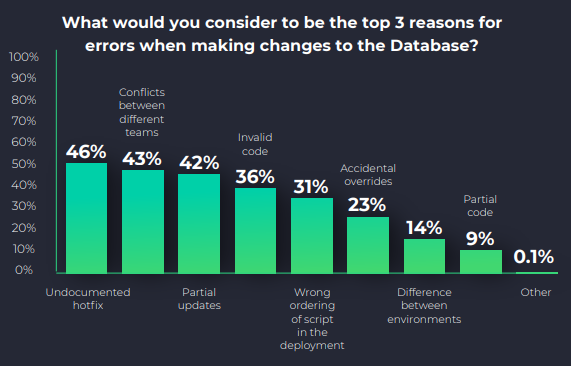 What would you consider to be the top 3 reasons for
errors when making changes to the Database?
100%
90%
80%
70%
60%
50%
40%
30%
20%
10%
0%
46%
Undocumented
hotfix
Conflicts
between
different
teams
43%
42%
Partial
updates
Invalid
code
36%
31%
Wrong
ordering
of script
in the
deployment
Accidental
overrides
23%
14%
Difference
between
environments
Partial
code
9%
0.1%
Other